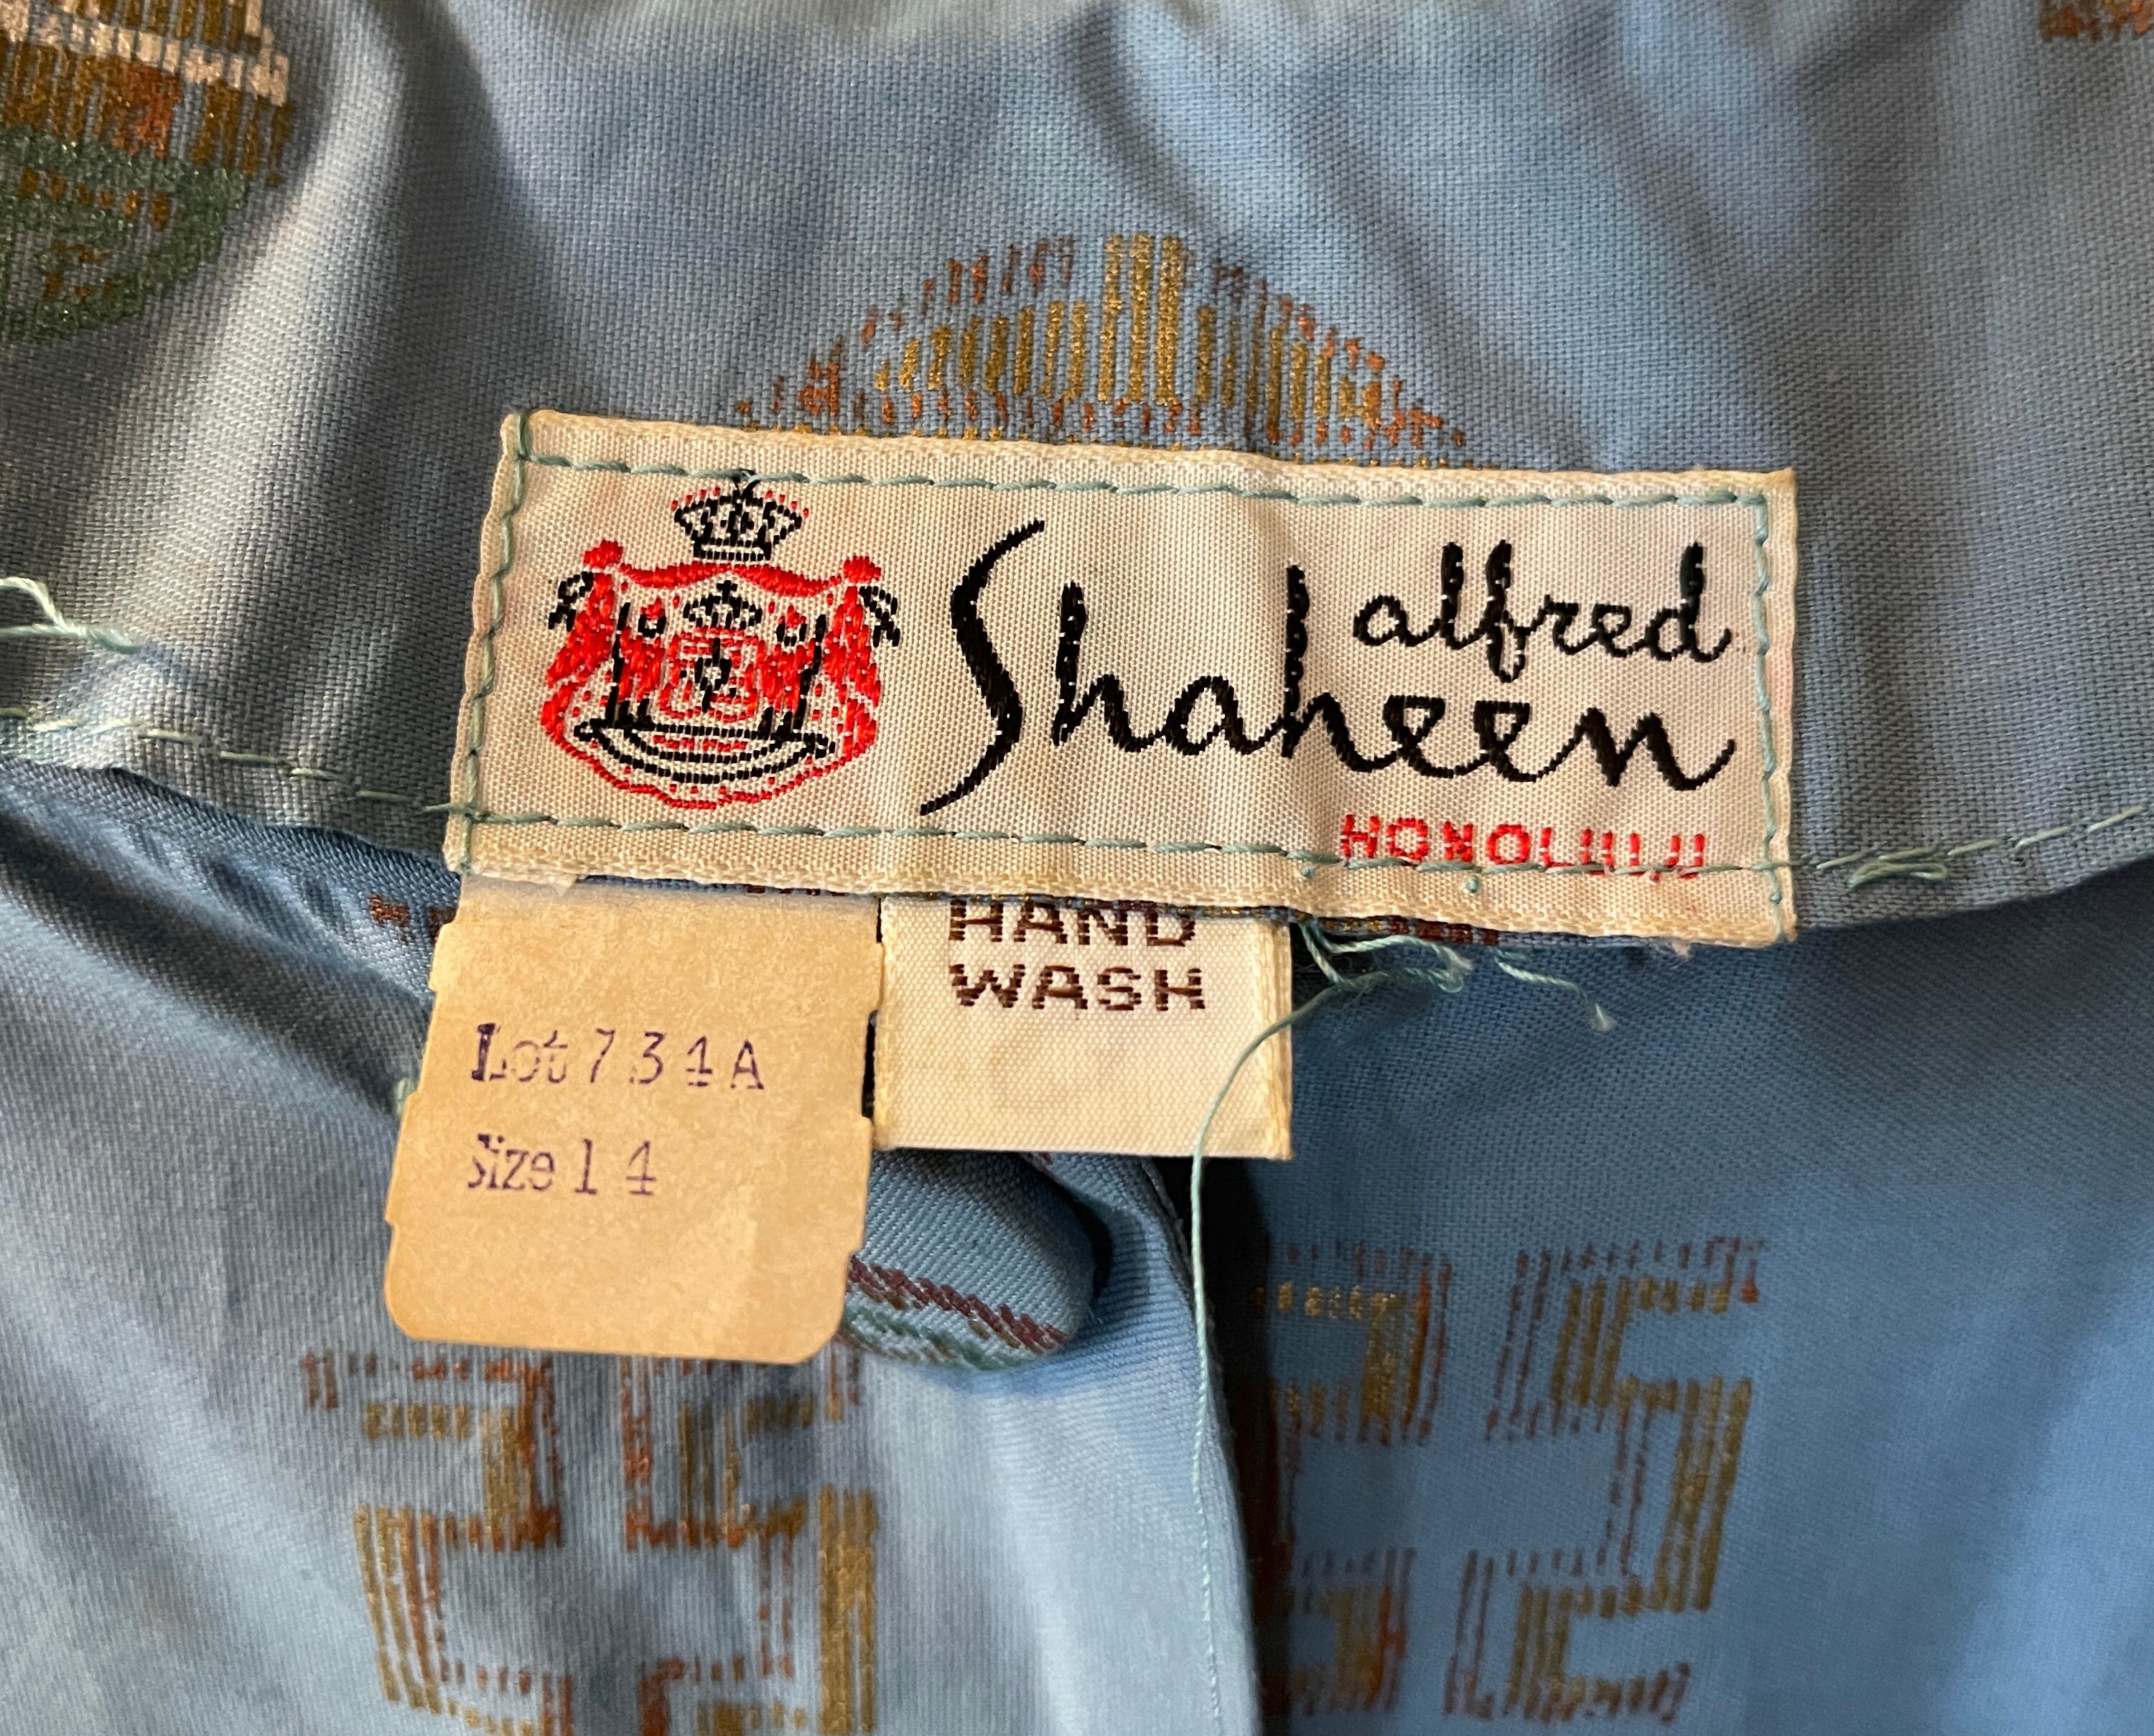 alfred
Shaheen
HONOLULU
HAND
WASH
Lot 734A
Size 14